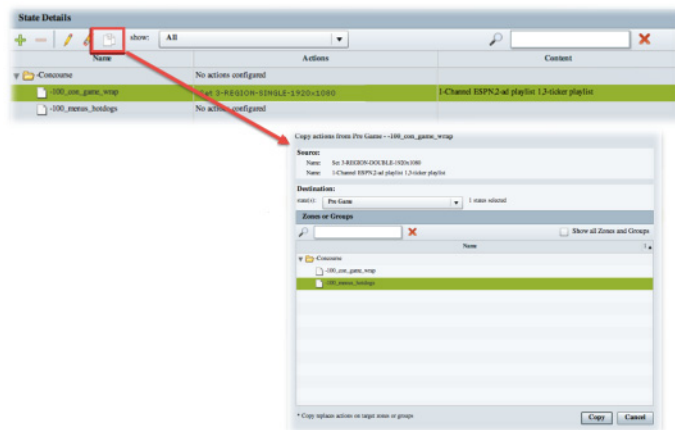 State Details
show: All
Name Actions Content
-Concourse No actions configured
-100_con_game_wrap Set 3-REGION-SINGLE-1920x1080 1-Channel ESPN,2-ad playlist 1,3-ticker playlist
-100_menus_hotdogs No actions configured
Copy actions from Pre Game - -100_con_game_wrap
Source:
Name: Set 3-REGION-DOUBLE-1920x1080
Name: 1-Channel ESPN,2-ad playlist 1,3-ticker playlist
Destination:
state(s): Pre Game 1 states selected
Zones or Groups
Show all Zones and Groups
Name 1
-Concourse
-100_con_game_wrap
-100_menus_hotdogs
* Copy replaces actions on target zones or groups
Copy Cancel